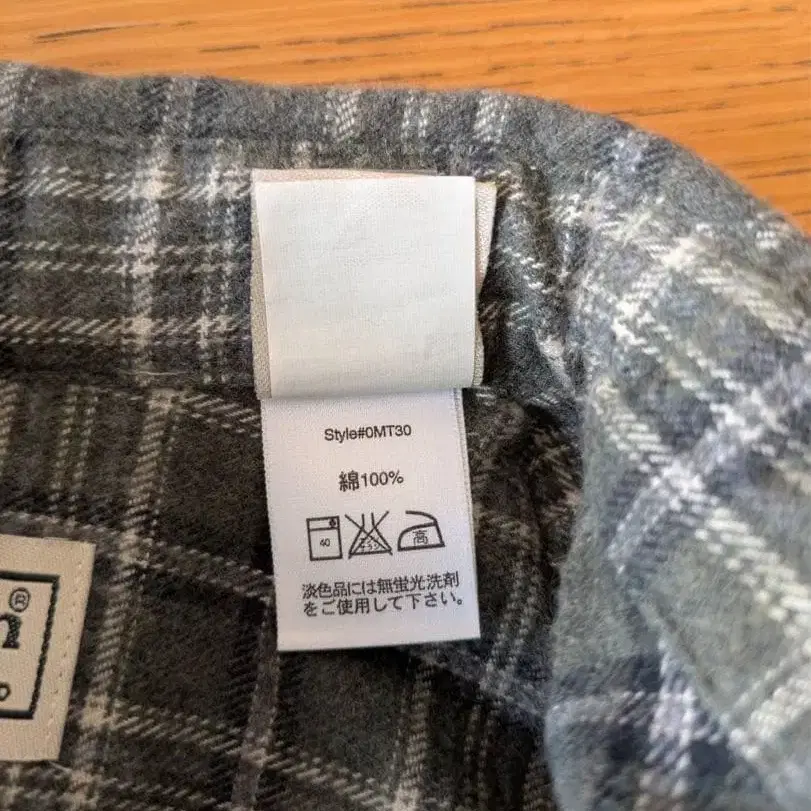 Style#0MT30
綿100%
40 高
淡色品には無蛍光洗剤
をご使用して下さい。
n®